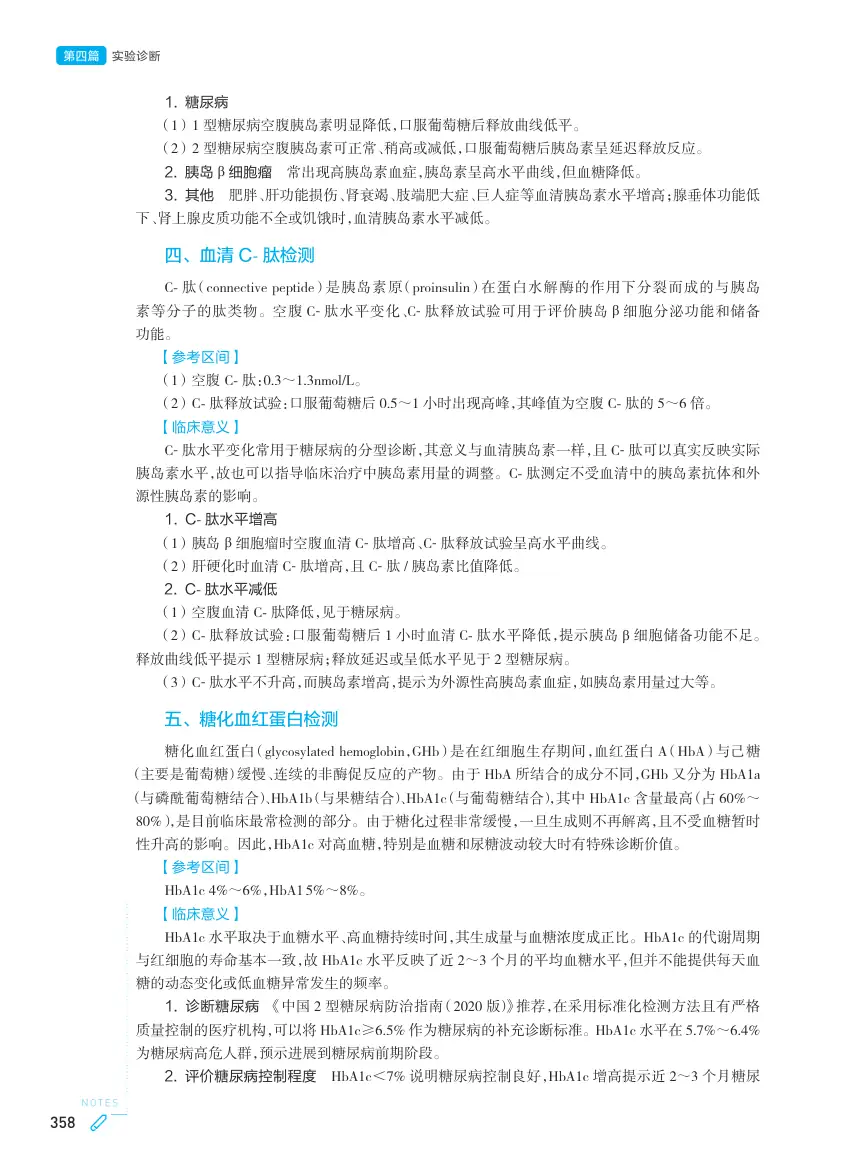 第四篇 实验诊断
1. 糖尿病
（1）1 型糖尿病空腹胰岛素明显降低，口服葡萄糖后释放曲线低平。
（2）2 型糖尿病空腹胰岛素可正常、稍高或减低，口服葡萄糖后胰岛素呈延迟释放反应。
2. 胰岛 β 细胞瘤 常出现高胰岛素血症，胰岛素呈高水平曲线，但血糖降低。
3. 其他 肥胖、肝功能损伤、肾衰竭、肢端肥大症、巨人症等血清胰岛素水平增高；腺垂体功能低
下、肾上腺皮质功能不全或饥饿时，血清胰岛素水平减低。
四、血清 C- 肽检测
C- 肽（connective peptide）是胰岛素原（proinsulin）在蛋白水解酶的作用下分裂而成的与胰岛
素等分子的肽类物。空腹 C- 肽水平变化、C- 肽释放试验可用于评价胰岛 β 细胞分泌功能和储备
功能。
【参考区间】
（1）空腹 C- 肽：0.3～1.3nmol/L。
（2）C- 肽释放试验：口服葡萄糖后 0.5～1 小时出现高峰，其峰值为空腹 C- 肽的 5～6 倍。
【临床意义】
C- 肽水平变化常用于糖尿病的分型诊断，其意义与血清胰岛素一样，且 C- 肽可以真实反映实际
胰岛素水平，故也可以指导临床治疗中胰岛素用量的调整。C- 肽测定不受血清中的胰岛素抗体和外
源性胰岛素的影响。
1. C- 肽水平增高
（1）胰岛 β 细胞瘤时空腹血清 C- 肽增高、C- 肽释放试验呈高水平曲线。
（2）肝硬化时血清 C- 肽增高，且 C- 肽 / 胰岛素比值降低。
2. C- 肽水平减低
（1）空腹血清 C- 肽降低，见于糖尿病。
（2）C- 肽释放试验：口服葡萄糖后 1 小时血清 C- 肽水平降低，提示胰岛 β 细胞储备功能不足。
释放曲线低平提示 1 型糖尿病；释放延迟或呈低水平见于 2 型糖尿病。
（3）C- 肽水平不升高，而胰岛素增高，提示为外源性高胰岛素血症，如胰岛素用量过大等。
五、糖化血红蛋白检测
糖化血红蛋白（glycosylated hemoglobin，GHb）是在红细胞生存期间，血红蛋白 A（HbA）与己糖
（主要是葡萄糖）缓慢、连续的非酶促反应的产物。由于 HbA 所结合的成分不同，GHb 又分为 HbA1a
（与磷酰葡萄糖结合）、HbA1b（与果糖结合）、HbA1c（与葡萄糖结合），其中 HbA1c 含量最高（占 60%～
80%），是目前临床最常检测的部分。由于糖化过程非常缓慢，一旦生成则不再解离，且不受血糖暂时
性升高的影响。因此，HbA1c 对高血糖，特别是血糖和尿糖波动较大时有特殊诊断价值。
【参考区间】
HbA1c 4%～6%，HbA1 5%～8%。
【临床意义】
HbA1c 水平取决于血糖水平、高血糖持续时间，其生成量与血糖浓度成正比。HbA1c 的代谢周期
与红细胞的寿命基本一致，故 HbA1c 水平反映了近 2～3 个月的平均血糖水平，但并不能提供每天血
糖的动态变化或低血糖异常发生的频率。
1. 诊断糖尿病 《中国 2 型糖尿病防治指南（2020 版）》推荐，在采用标准化检测方法且有严格
质量控制的医疗机构，可以将 HbA1c≥6.5% 作为糖尿病的补充诊断标准。HbA1c 水平在 5.7%～6.4%
为糖尿病高危人群，预示进展到糖尿病前期阶段。
2. 评价糖尿病控制程度 HbA1c＜7% 说明糖尿病控制良好，HbA1c 增高提示近 2～3 个月糖尿
NOTES
358